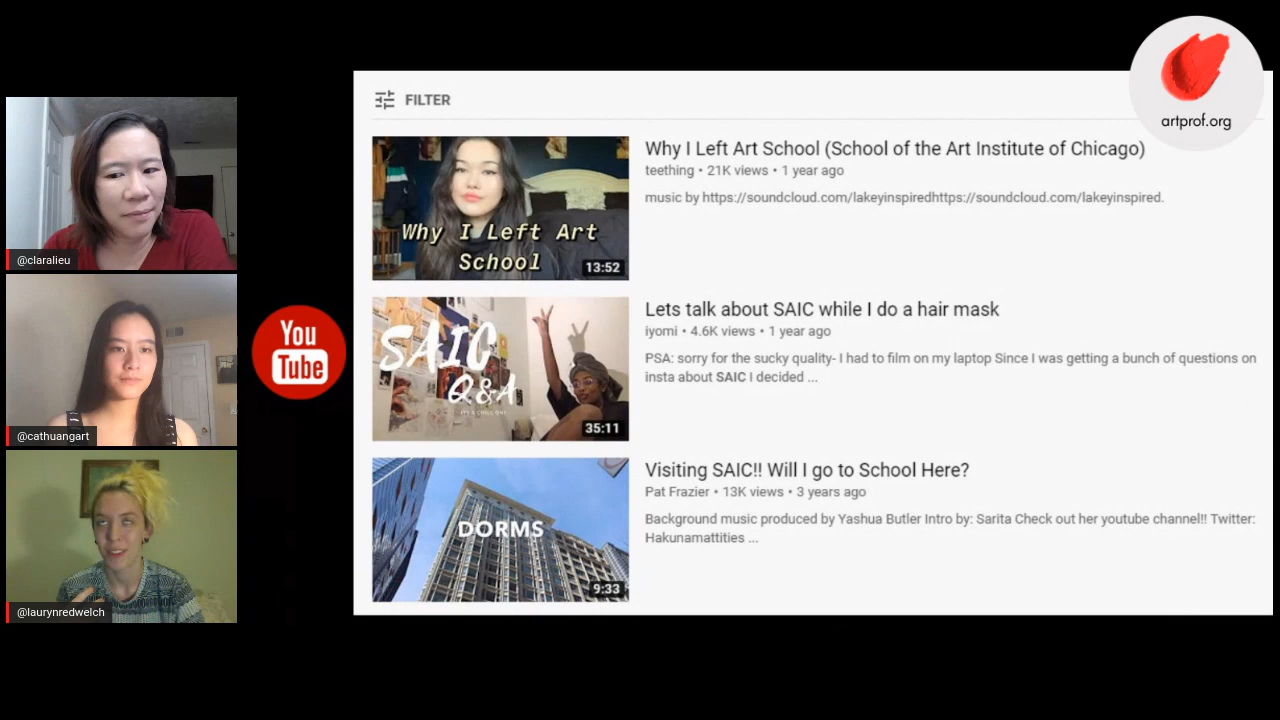 artprof.org
FILTER
@claralieu
@cathuangart
@laurynredwelch
You
Tube
Why I Left Art
School
13:52
Why I Left Art School (School of the Art Institute of Chicago)
teething • 21K views • 1 year ago
music by https://soundcloud.com/lakeyinspiredhttps://soundcloud.com/lakeyinspired.
SAIC
Q&A
35:11
Lets talk about SAIC while I do a hair mask
iyomi • 4.6K views • 1 year ago
PSA: sorry for the sucky quality- I had to film on my laptop Since I was getting a bunch of questions on
insta about SAIC I decided ...
DORMS
9:33
Visiting SAIC!! Will I go to School Here?
Pat Frazier • 13K views • 3 years ago
Background music produced by Yashua Butler Intro by: Sarita Check out her youtube channel!! Twitter:
Hakunamattities ...